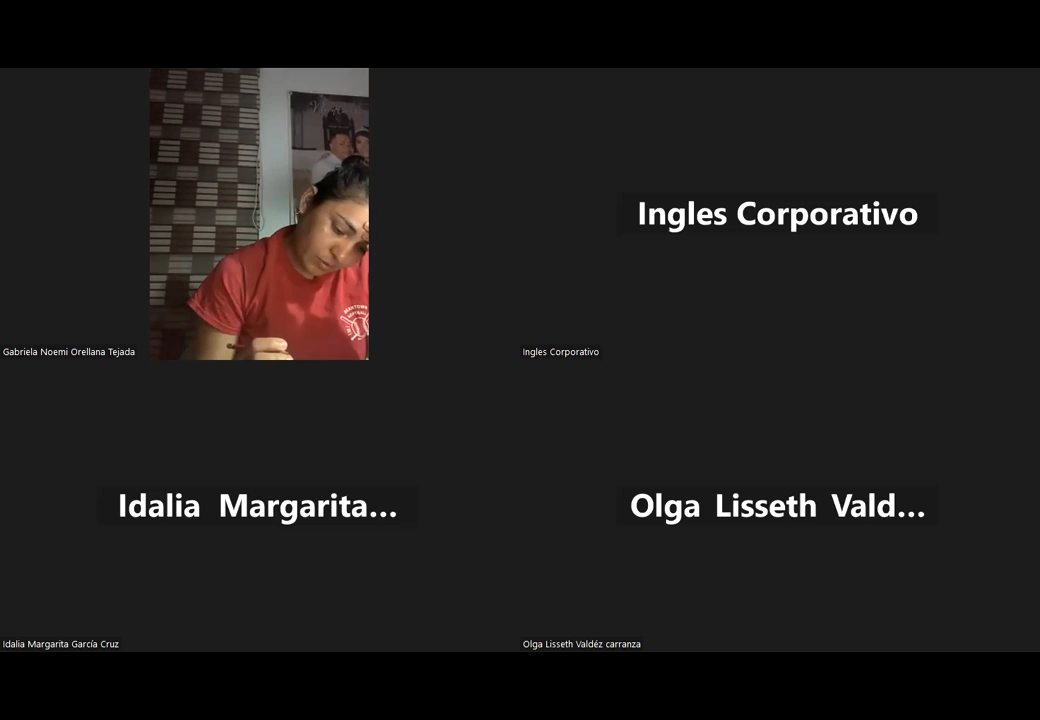 Ingles Corporativo
Gabriela Noemi Orellana Tejada
Ingles Corporativo
Idalia Margarita...
Olga Lisseth Vald...
Idalia Margarita García Cruz
Olga Lisseth Valdéz carranza